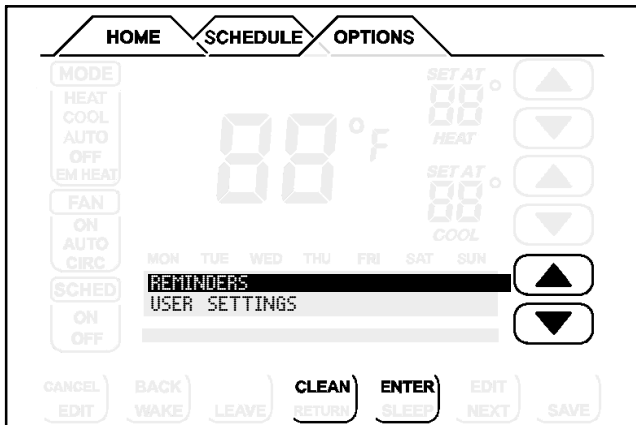 HOME SCHEDULE OPTIONS
MODE
HEAT
COOL
AUTO
OFF
EM HEAT
FAN
ON
AUTO
CIRC
SCHED
ON
OFF
88°F
SET AT
88°
HEAT
SET AT
88°
COOL
MON TUE WED THU FRI SAT SUN
REMINDERS
USER SETTINGS
CANCEL BACK CLEAN ENTER EDIT
EDIT WAKE LEAVE RETURN SLEEP NEXT SAVE